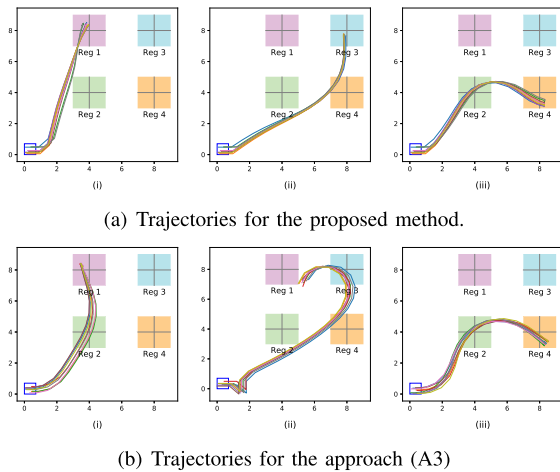 8
6
4
2
0
Reg 1
Reg 3
Reg 2
Reg 4
0 2 4 6 8
(i)
8
6
4
2
0
Reg 1
Reg 3
Reg 2
Reg 4
0 2 4 6 8
(ii)
8
6
4
2
0
Reg 1
Reg 3
Reg 2
Reg 4
0 2 4 6 8
(iii)
(a) Trajectories for the proposed method.
8
6
4
2
0
Reg 1
Reg 3
Reg 2
Reg 4
0 2 4 6 8
(i)
8
6
4
2
0
Reg 1
Reg 3
Reg 2
Reg 4
0 2 4 6 8
(ii)
8
6
4
2
0
Reg 1
Reg 3
Reg 2
Reg 4
0 2 4 6 8
(iii)
(b) Trajectories for the approach (A3)